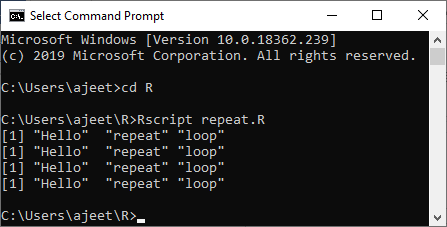 Select Command Prompt
Microsoft Windows [Version 10.0.18362.239]
(c) 2019 Microsoft Corporation. All rights reserved.
C:\Users\ajeet>cd R
C:\Users\ajeet\R>Rscript repeat.R
[1] "Hello"  "repeat" "loop"
[1] "Hello"  "repeat" "loop"
[1] "Hello"  "repeat" "loop"
[1] "Hello"  "repeat" "loop"
C:\Users\ajeet\R>